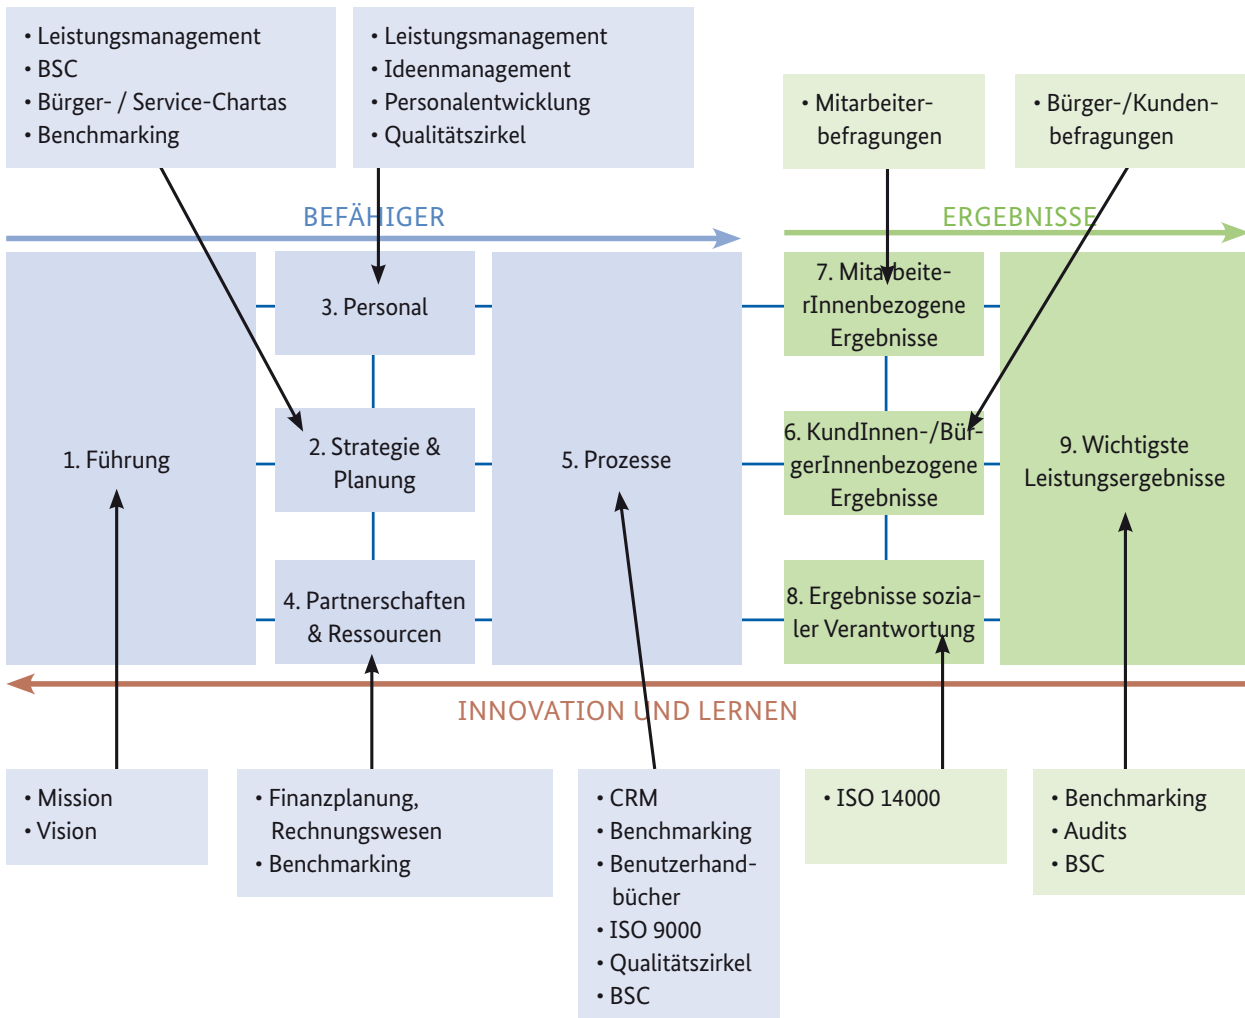 • Leistungsmanagement
• BSC
• Bürger- / Service-Chartas
• Benchmarking
• Leistungsmanagement
• Ideenmanagement
• Personalentwicklung
• Qualitätszirkel
• Mitarbeiter-
befragungen
• Bürger-/Kunden-
befragungen
BEFÄHIGER
ERGEBNISSE
1. Führung
3. Personal
2. Strategie &
Planung
4. Partnerschaften
& Ressourcen
5. Prozesse
7. Mitarbeite-
rInnenbezogene
Ergebnisse
6. KundInnen-/Bür-
gerInnenbezogene
Ergebnisse
8. Ergebnisse sozia-
ler Verantwortung
9. Wichtigste
Leistungsergebnisse
INNOVATION UND LERNEN
• Mission
• Vision
• Finanzplanung,
Rechnungswesen
• Benchmarking
• CRM
• Benchmarking
• Benutzerhand-
bücher
• ISO 9000
• Qualitätszirkel
• BSC
• ISO 14000
• Benchmarking
• Audits
• BSC